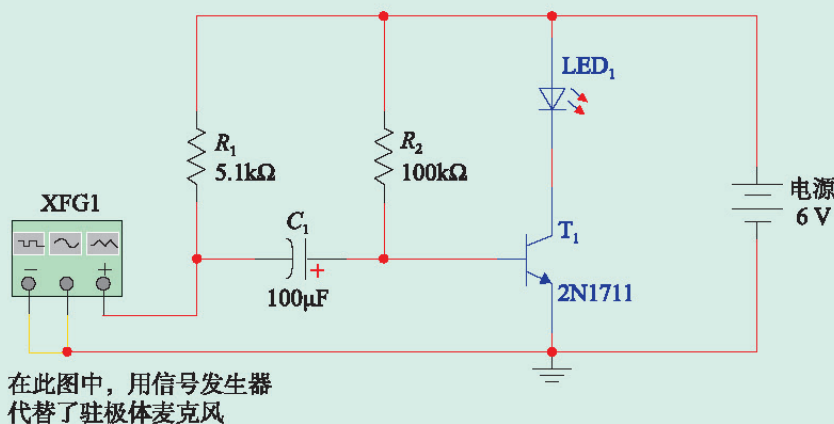 LED₁
R₁
5.1kΩ
R₂
100kΩ
电源
6 V
XFG1
C₁
T₁
− +
+
100μF
2N1711
在此图中，用信号发生器
代替了驻极体麦克风